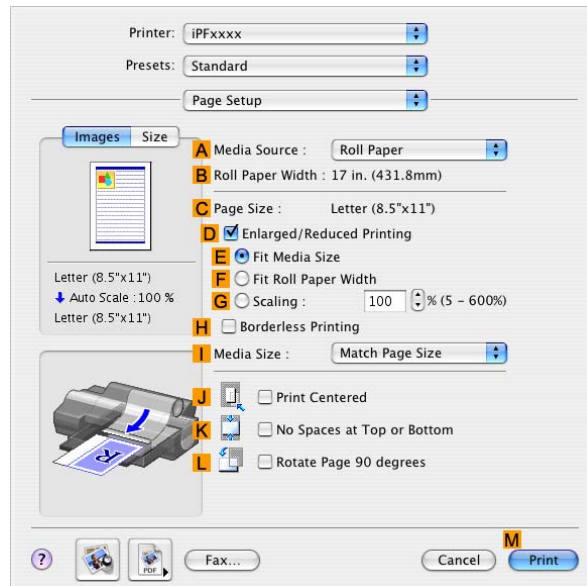 Printer: iPFxxxx
Presets: Standard
Page Setup
Images Size
A Media Source : Roll Paper
B Roll Paper Width : 17 in. (431.8mm)
C Page Size : Letter (8.5"x11")
D Enlarged/Reduced Printing
E Fit Media Size
F Fit Roll Paper Width
G Scaling : 100 % (5 - 600%)
Letter (8.5"x11")
Auto Scale : 100 %
Letter (8.5"x11")
H Borderless Printing
I Media Size : Match Page Size
J Print Centered
K No Spaces at Top or Bottom
L Rotate Page 90 degrees
R
M
? PDF Fax... Cancel Print